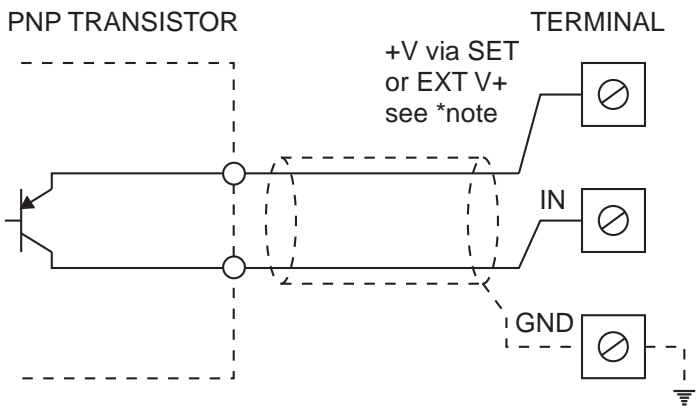 PNP TRANSISTOR
TERMINAL
+V via SET
or EXT V+
see *note
IN
GND